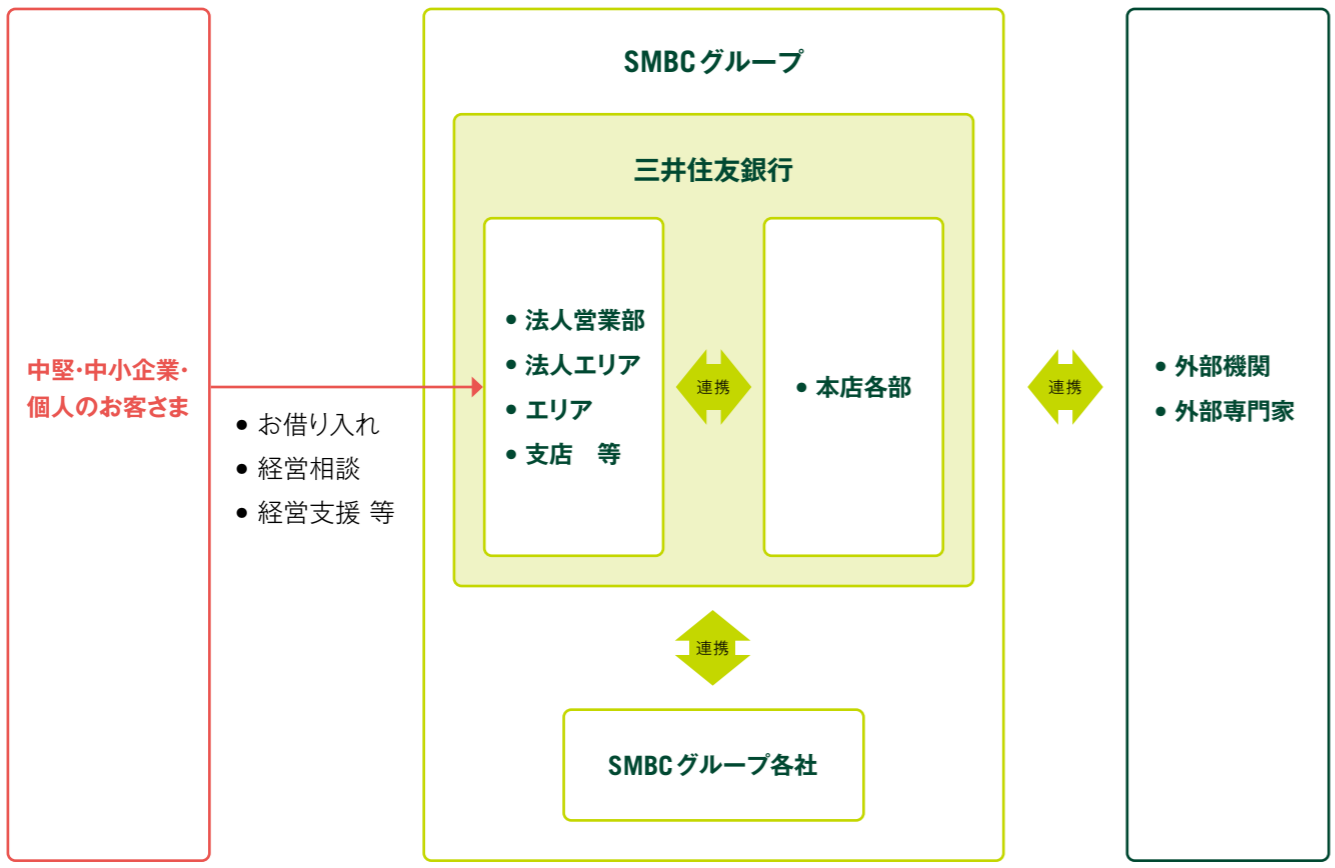 中堅・中小企業・
個人のお客さま
• お借り入れ
• 経営相談
• 経営支援 等
SMBCグループ
三井住友銀行
• 法人営業部
• 法人エリア
• エリア
• 支店　等
連携
• 本店各部
連携
SMBCグループ各社
連携
• 外部機関
• 外部専門家